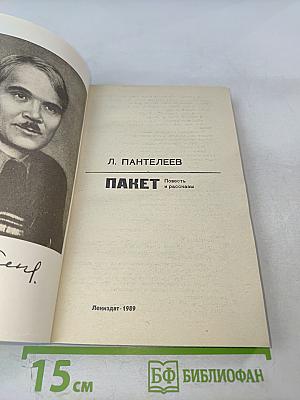 Л. ПАНТЕЛЕЕВ
ПАКЕТ Повесть
и рассказы
Лениздат · 1989
15 см
БФ БИБЛИОФАН